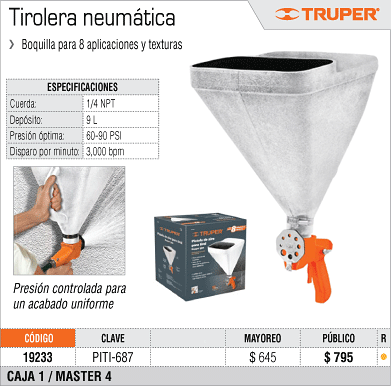 Tirolera neumática
TRUPER®
Boquilla para 8 aplicaciones y texturas
ESPECIFICACIONES
Cuerda: 1/4 NPT
Depósito: 9 L
Presión óptima: 60-90 PSI
Disparo por minuto: 3,000 bpm
TRUPER
Presión controlada para
un acabado uniforme
CÓDIGO CLAVE MAYOREO PÚBLICO R
19233 PITI-687 $ 645 $ 795
CAJA 1 / MASTER 4